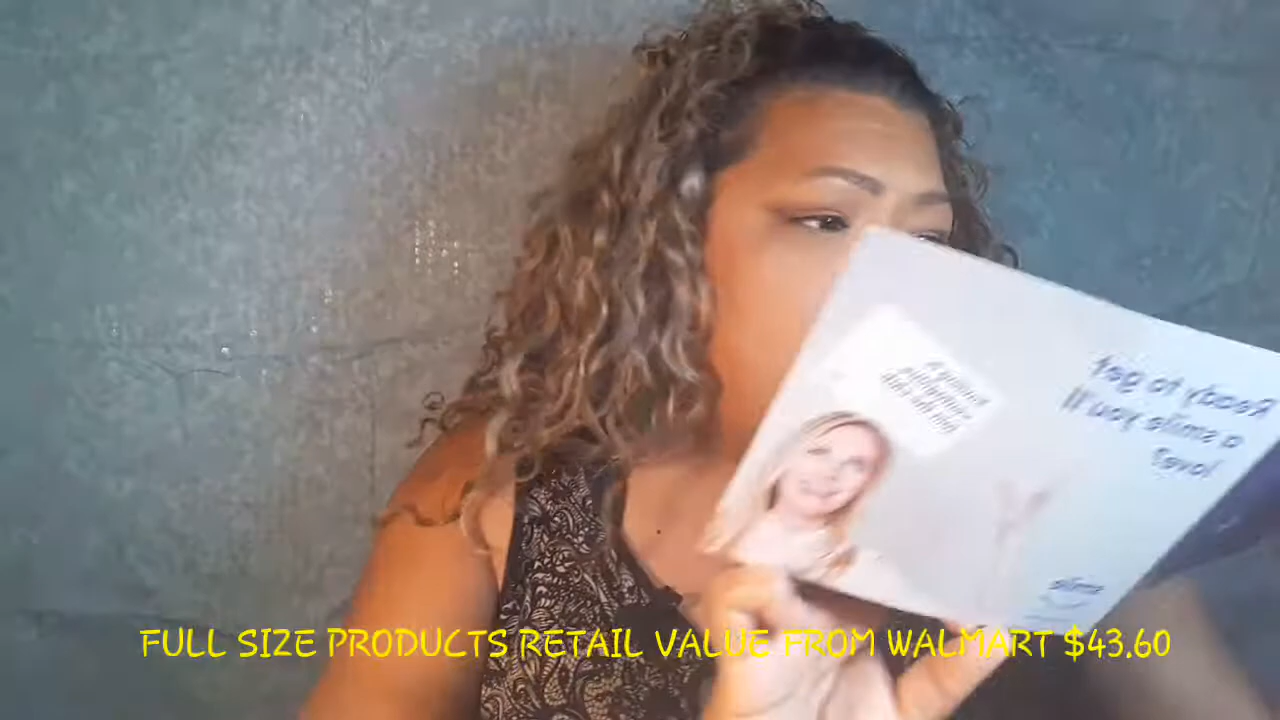 Ready to get
a smile you'll
love?
FULL SIZE PRODUCTS RETAIL VALUE FROM WALMART $43.60